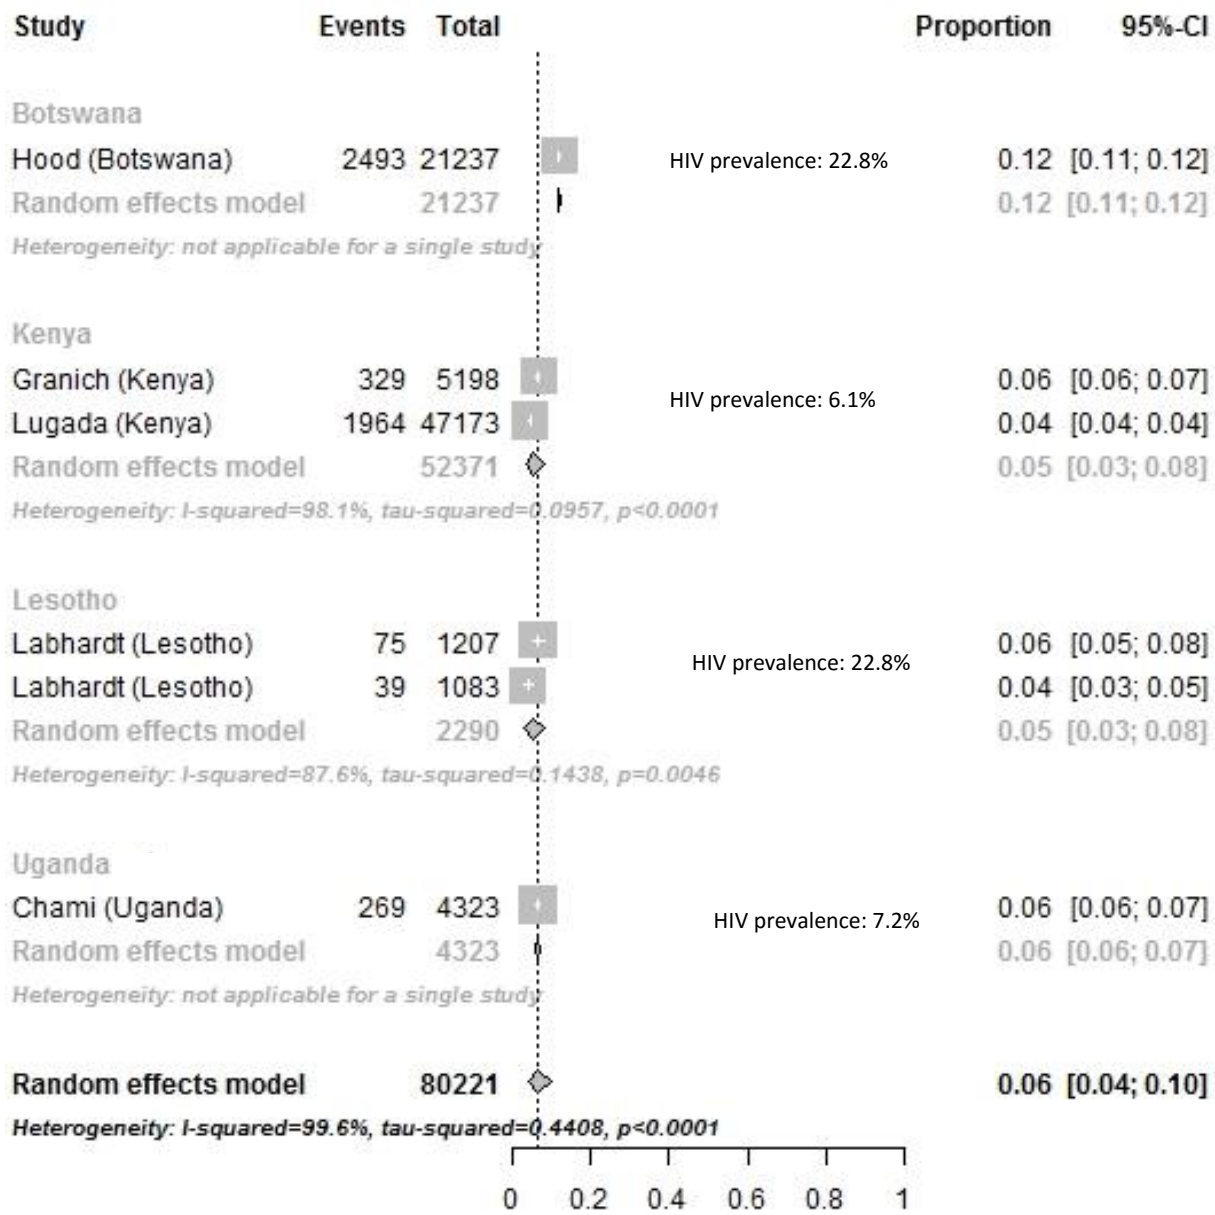 Study Events Total Proportion 95%-CI
Botswana
Hood (Botswana) 2493 21237 HIV prevalence: 22.8% 0.12 [0.11; 0.12]
Random effects model 21237 0.12 [0.11; 0.12]
Heterogeneity: not applicable for a single study
Kenya
Granich (Kenya) 329 5198 0.06 [0.06; 0.07]
HIV prevalence: 6.1%
Lugada (Kenya) 1964 47173 0.04 [0.04; 0.04]
Random effects model 52371 0.05 [0.03; 0.08]
Heterogeneity: I-squared=98.1%, tau-squared=0.0957, p<0.0001
Lesotho
Labhardt (Lesotho) 75 1207 0.06 [0.05; 0.08]
HIV prevalence: 22.8%
Labhardt (Lesotho) 39 1083 0.04 [0.03; 0.05]
Random effects model 2290 0.05 [0.03; 0.08]
Heterogeneity: I-squared=87.6%, tau-squared=0.1438, p=0.0046
Uganda
Chami (Uganda) 269 4323 HIV prevalence: 7.2% 0.06 [0.06; 0.07]
Random effects model 4323 0.06 [0.06; 0.07]
Heterogeneity: not applicable for a single study
Random effects model 80221 0.06 [0.04; 0.10]
Heterogeneity: I-squared=99.6%, tau-squared=0.4408, p<0.0001
0 0.2 0.4 0.6 0.8 1